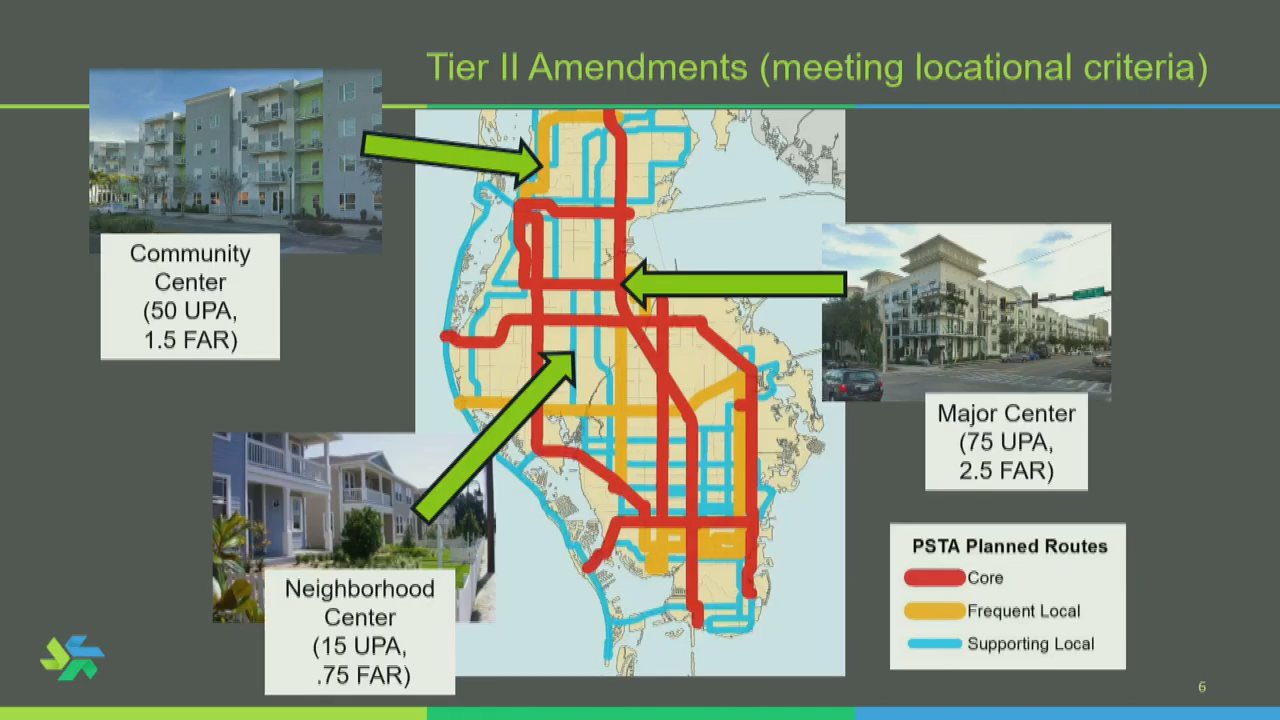 Tier II Amendments (meeting locational criteria)
Community
Center
(50 UPA,
1.5 FAR)
Major Center
(75 UPA,
2.5 FAR)
Neighborhood
Center
(15 UPA,
.75 FAR)
PSTA Planned Routes
Core
Frequent Local
Supporting Local
6